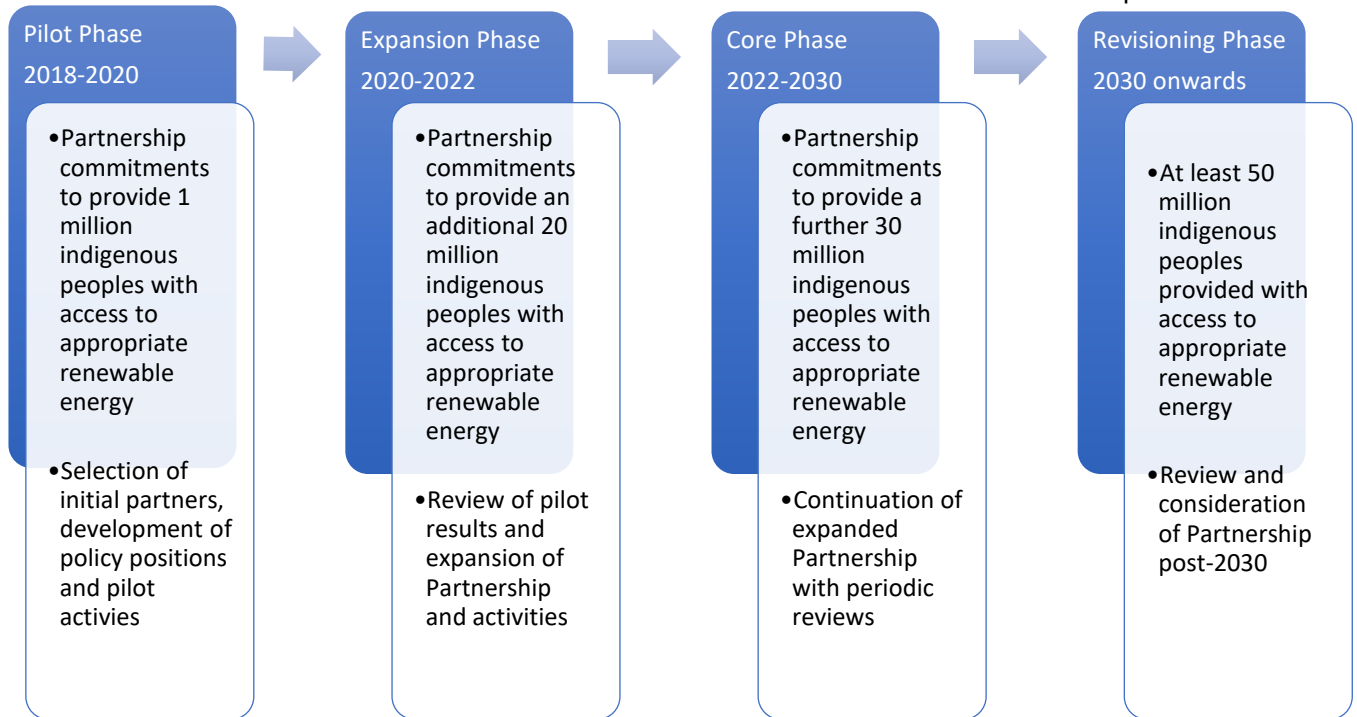 Pilot Phase
2018-2020
•Partnership
commitments
to provide 1
million
indigenous
peoples with
access to
appropriate
renewable
energy
•Selection of
initial partners,
development of
policy positions
and pilot
activies
Expansion Phase
2020-2022
•Partnership
commitments
to provide an
additional 20
million
indigenous
peoples with
access to
appropriate
renewable
energy
•Review of pilot
results and
expansion of
Partnership
and activities
Core Phase
2022-2030
•Partnership
commitments
to provide a
further 30
million
indigenous
peoples with
access to
appropriate
renewable
energy
•Continuation of
expanded
Partnership
with periodic
reviews
Revisioning Phase
2030 onwards
•At least 50
million
indigenous
peoples
provided with
access to
appropriate
renewable
energy
•Review and
consideration
of Partnership
post-2030